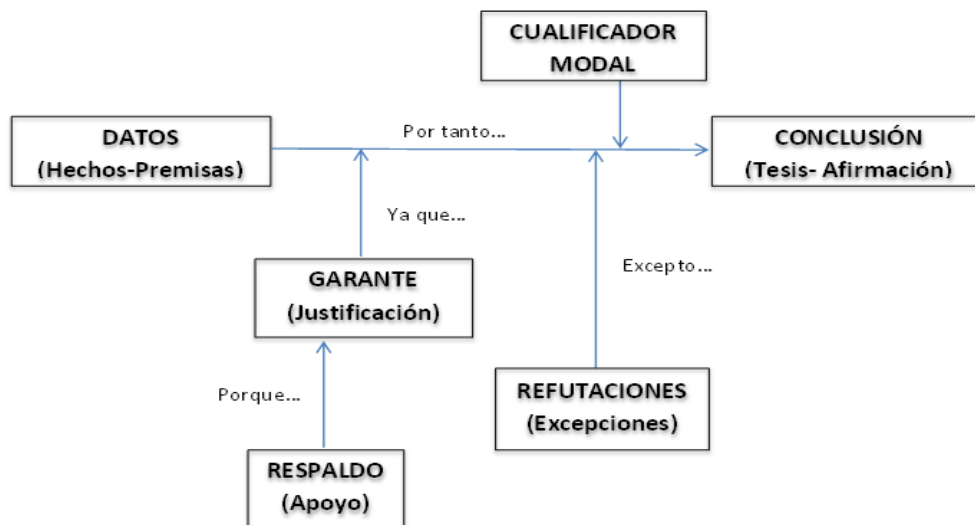 CUALIFICADOR
MODAL
DATOS
(Hechos-Premisas)
Por tanto...
CONCLUSIÓN
(Tesis- Afirmación)
Ya que...
GARANTE
(Justificación)
Excepto...
Porque...
REFUTACIONES
(Excepciones)
RESPALDO
(Apoyo)